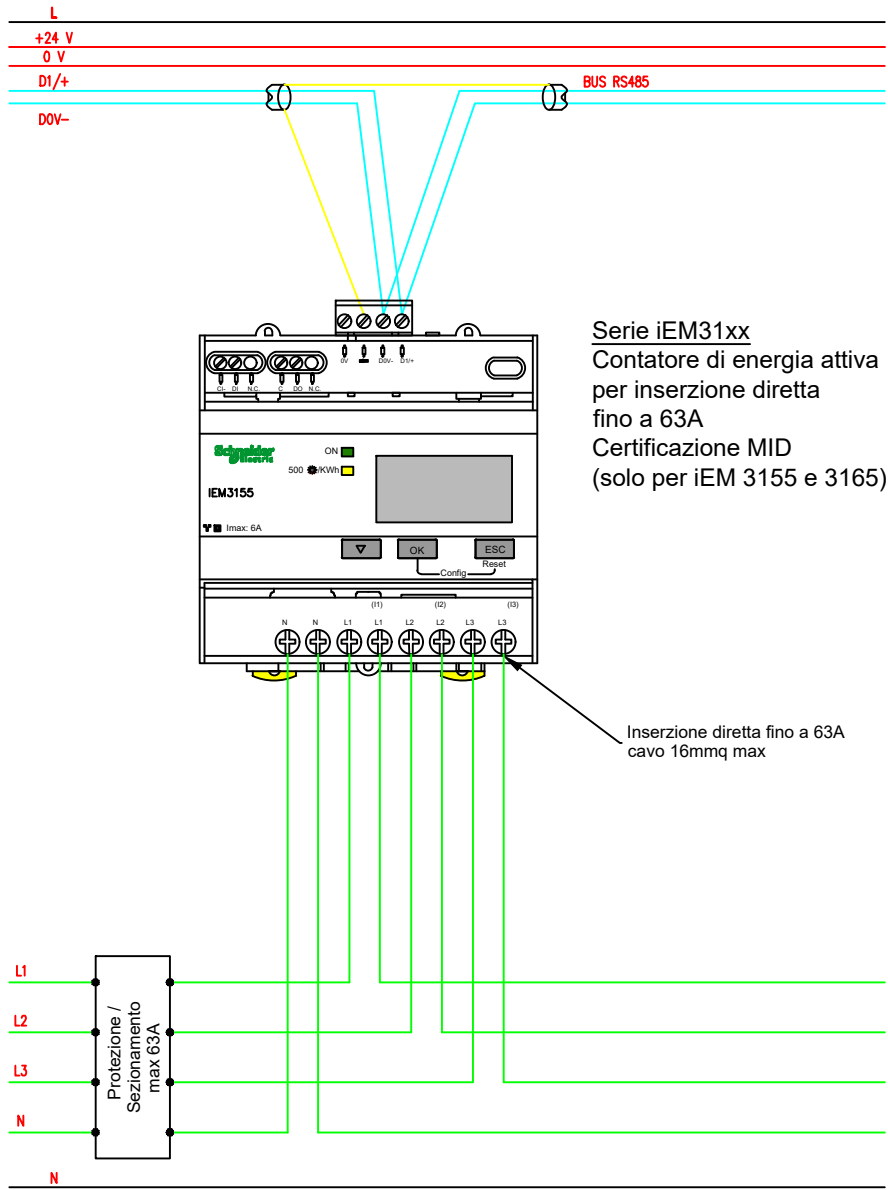 L
+24 V
0 V
D1/+
BUS RS485
D0V-
0V D0V- D1/+
CI- DI N.C. C DO N.C.
Serie iEM31xx
Contatore di energia attiva
per inserzione diretta
fino a 63A
Certificazione MID
(solo per iEM 3155 e 3165)
Schneider
Electric
ON
500 /KWh
iEM3155
Imax: 6A
OK ESC
Reset
Config
(I1) (I2) (I3)
N N L1 L1 L2 L2 L3 L3
Inserzione diretta fino a 63A
cavo 16mmq max
L1
L2
L3
N
Protezione /
Sezionamento
max 63A
N